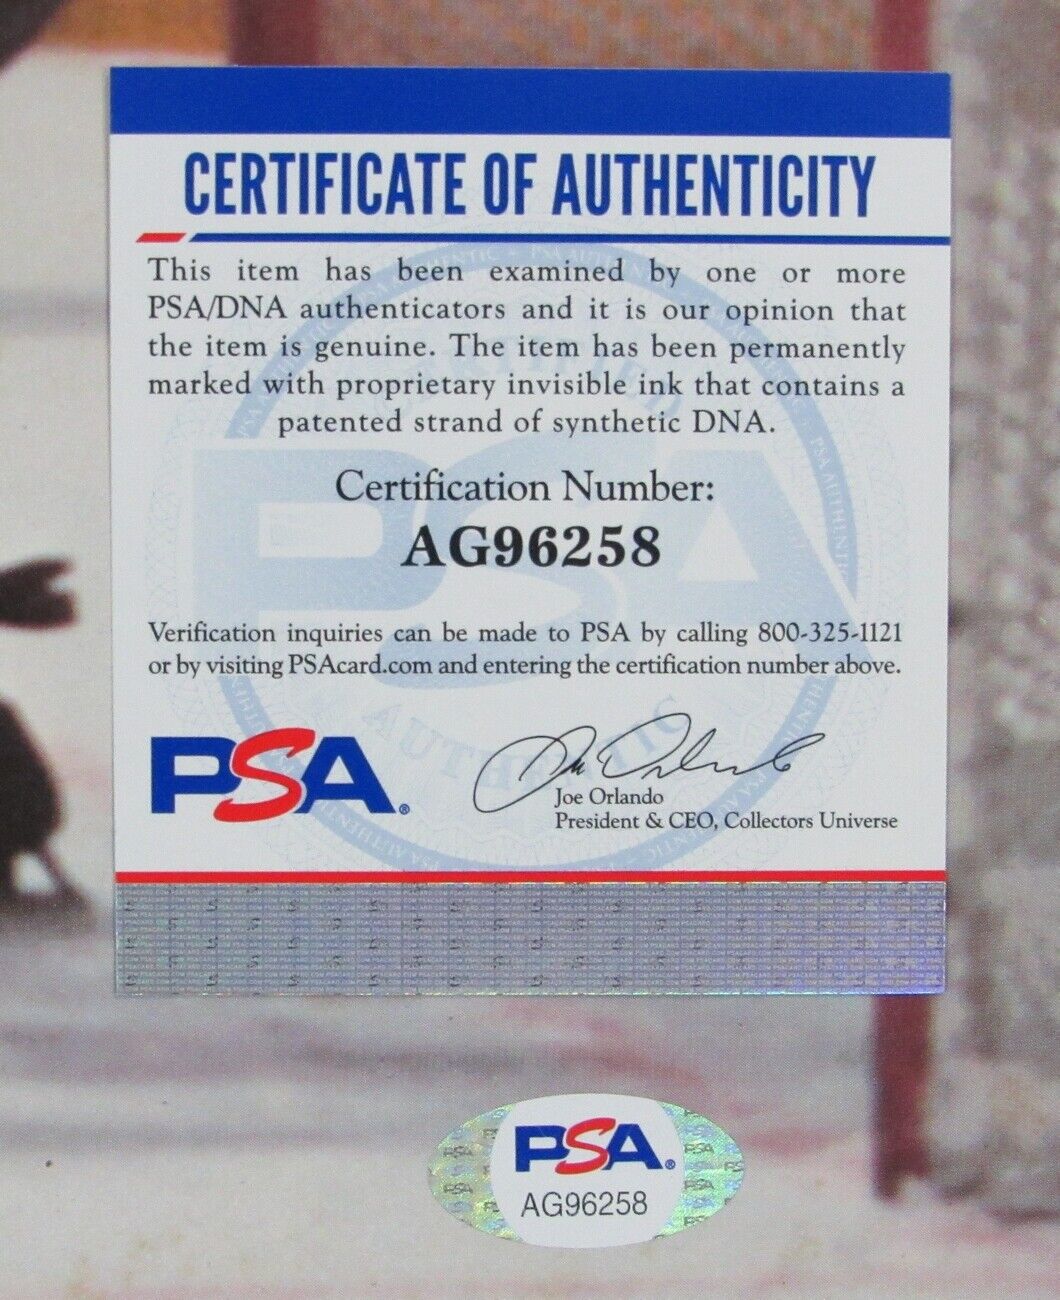 CERTIFICATE OF AUTHENTICITY
This item has been examined by one or more
PSA/DNA authenticators and it is our opinion that
the item is genuine. The item has been permanently
marked with proprietary invisible ink that contains a
patented strand of synthetic DNA.
Certification Number:
AG96258
Verification inquiries can be made to PSA by calling 800-325-1121
or by visiting PSAcard.com and entering the certification number above.
PSA®
Joe Orlando
Joe Orlando
President & CEO, Collectors Universe
PSA®
AG96258